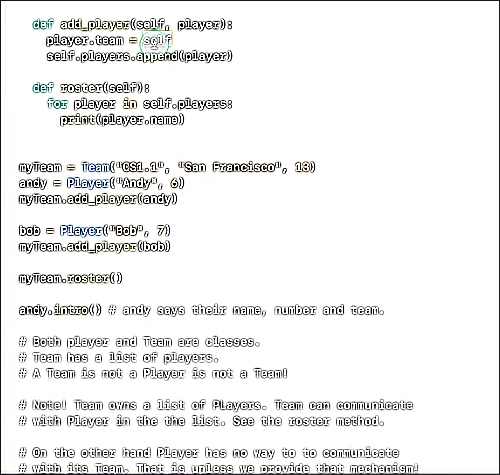 def add_player(self, player):
player.team = self
self.players.append(player)
def roster(self):
for player in self.players:
print(player.name)
myTeam = Team("CS1.1", "San Francisco", 13)
andy = Player("Andy", 6)
myTeam.add_player(andy)
bob = Player("Bob", 7)
myTeam.add_player(bob)
myTeam.roster()
andy.intro() # andy says their name, number and team.
# Both player and Team are classes.
# Team has a list of players.
# A Team is not a Player is not a Team!
# Note! Team owns a list of PLayers. Team can communicate
# with Player in the the list. See the roster method.
# On the other hand Player has no way to to communicate
# with its Team. That is unless we provide that mechanism!